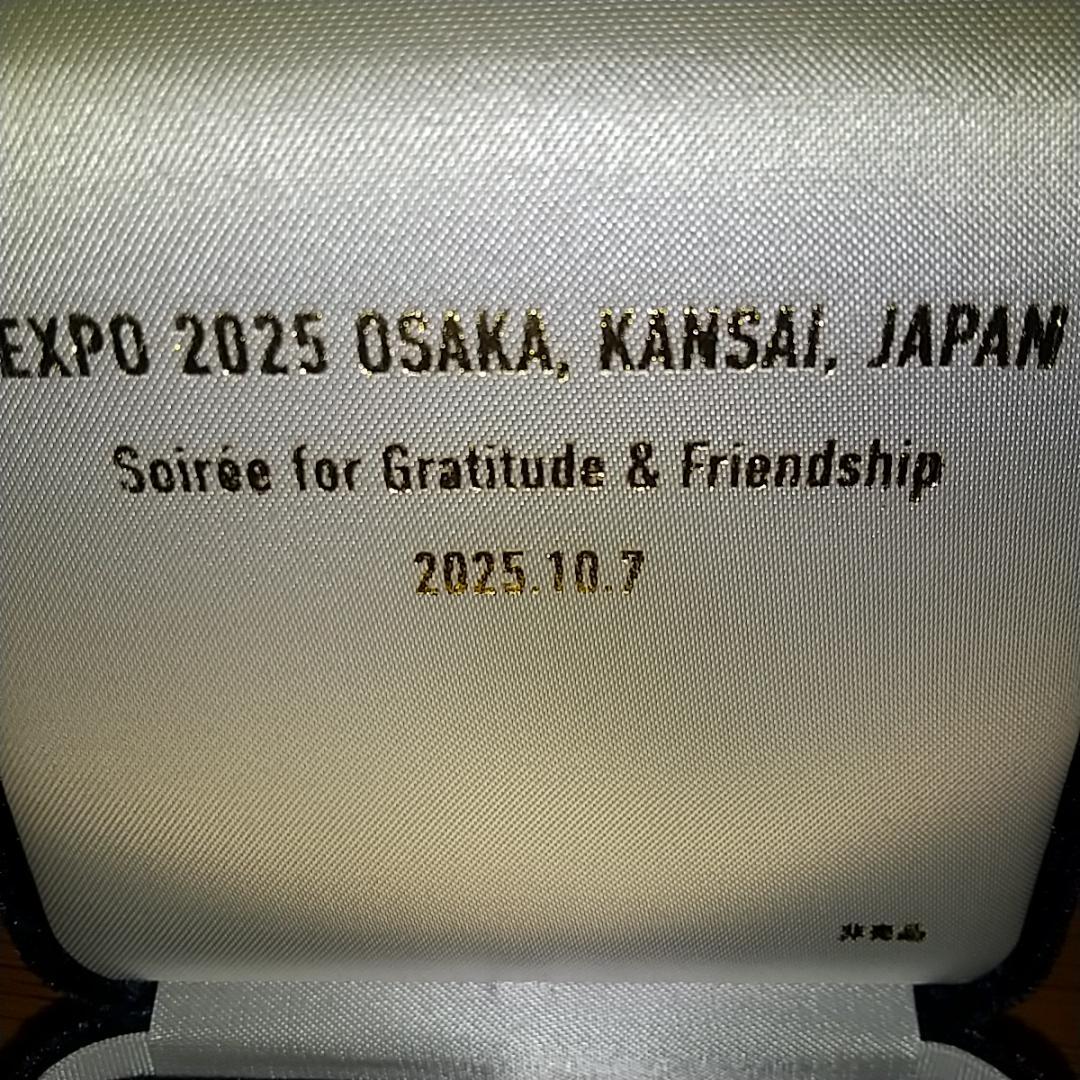 EXPO 2025 OSAKA, KANSAI, JAPAN
Soirée for Gratitude & Friendship
2025.10.7
非売品